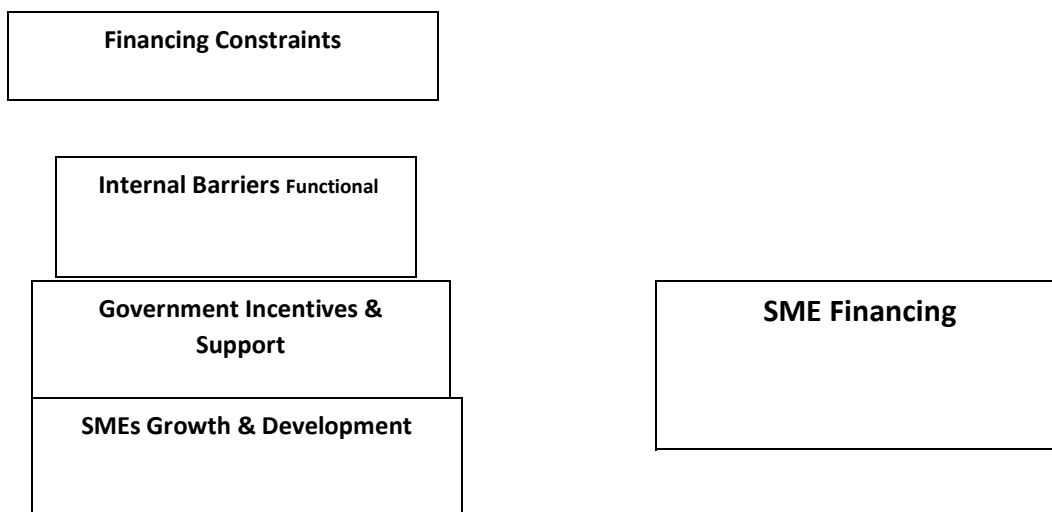 Financing Constraints
Internal Barriers Functional
Government Incentives &
Support
SME Financing
SMEs Growth & Development